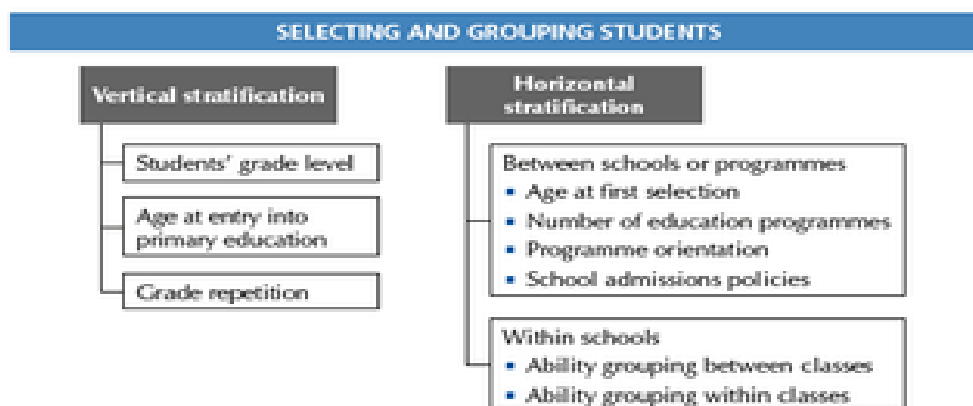 SELECTING AND GROUPING STUDENTS
Vertical stratification
Students' grade level
Age at entry into
primary education
Grade repetition
Horizontal
stratification
Between schools or programmes
▪ Age at first selection
▪ Number of education programmes
▪ Programme orientation
▪ School admissions policies
Within schools
▪ Ability grouping between classes
▪ Ability grouping within classes